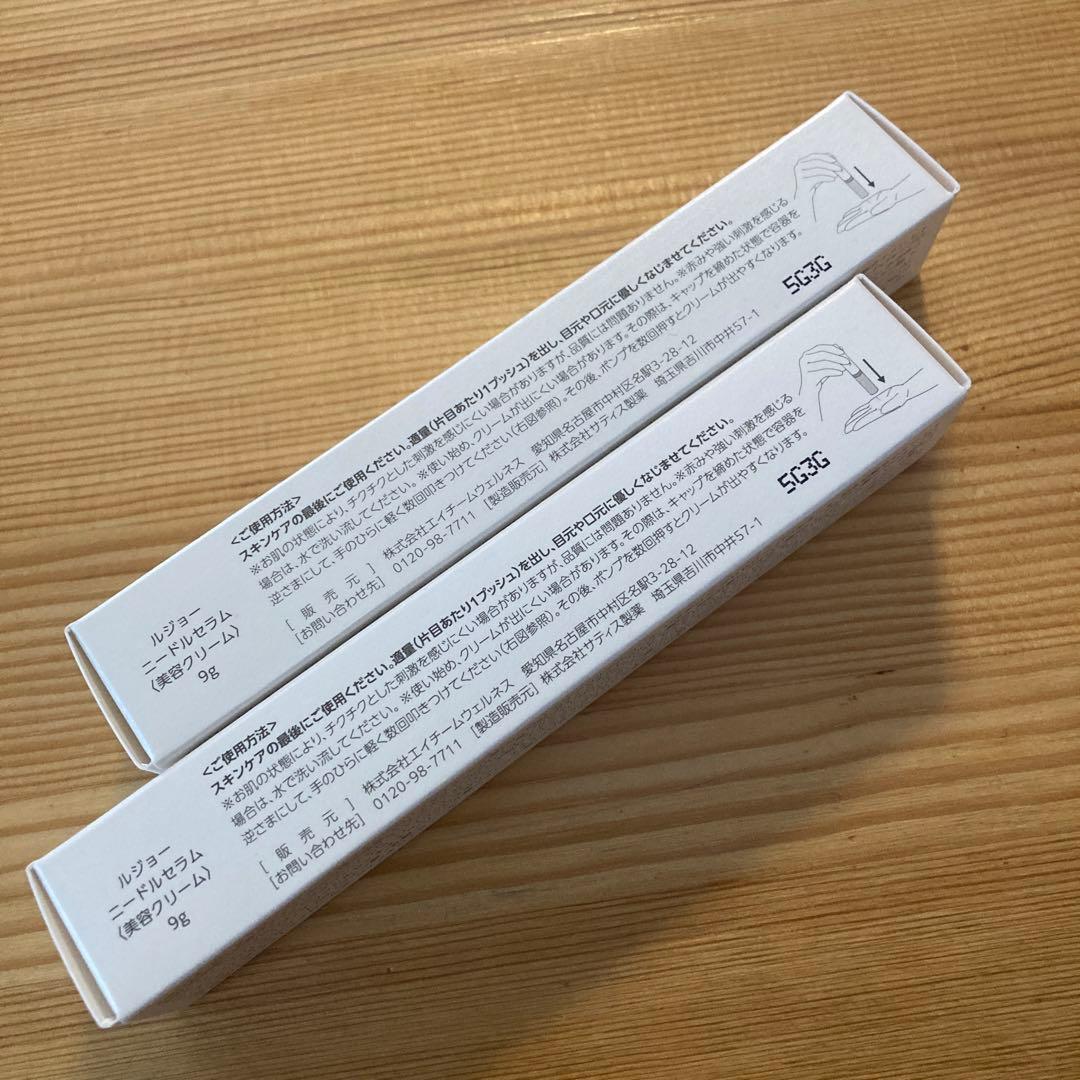 ルジョー
ニードルセラム
〈美容クリーム〉
9g
<ご使用方法>
スキンケアの最後にご使用ください。適量(片目あたり1プッシュ)を出し、目元や口元に優しくなじませてください。
※お肌の状態により、チクチクとした刺激を感じにくい場合がありますが、品質には問題ありません。※赤みや強い刺激を感じる
場合は、水で洗い流してください。※使い始め、クリームが出にくい場合があります。その際は、キャップを締めた状態で容器を
逆さまにして、手のひらに軽く数回叩きつけてください(右図参照)。その後、ポンプを数回押すとクリームが出やすくなります。
[販売元] 株式会社エイチームウェルネス 愛知県名古屋市中村区名駅3-28-12
[お問い合わせ先] 0120-98-7711 [製造販売元] 株式会社サティス製薬 埼玉県吉川市中井57-1
5G3G
ルジョー
ニードルセラム
〈美容クリーム〉
9g
<ご使用方法>
スキンケアの最後にご使用ください。適量(片目あたり1プッシュ)を出し、目元や口元に優しくなじませてください。
※お肌の状態により、チクチクとした刺激を感じにくい場合がありますが、品質には問題ありません。※赤みや強い刺激を感じる
場合は、水で洗い流してください。※使い始め、クリームが出にくい場合があります。その際は、キャップを締めた状態で容器を
逆さまにして、手のひらに軽く数回叩きつけてください(右図参照)。その後、ポンプを数回押すとクリームが出やすくなります。
[販売元] 株式会社エイチームウェルネス 愛知県名古屋市中村区名駅3-28-12
[お問い合わせ先] 0120-98-7711 [製造販売元] 株式会社サティス製薬 埼玉県吉川市中井57-1
5G3G